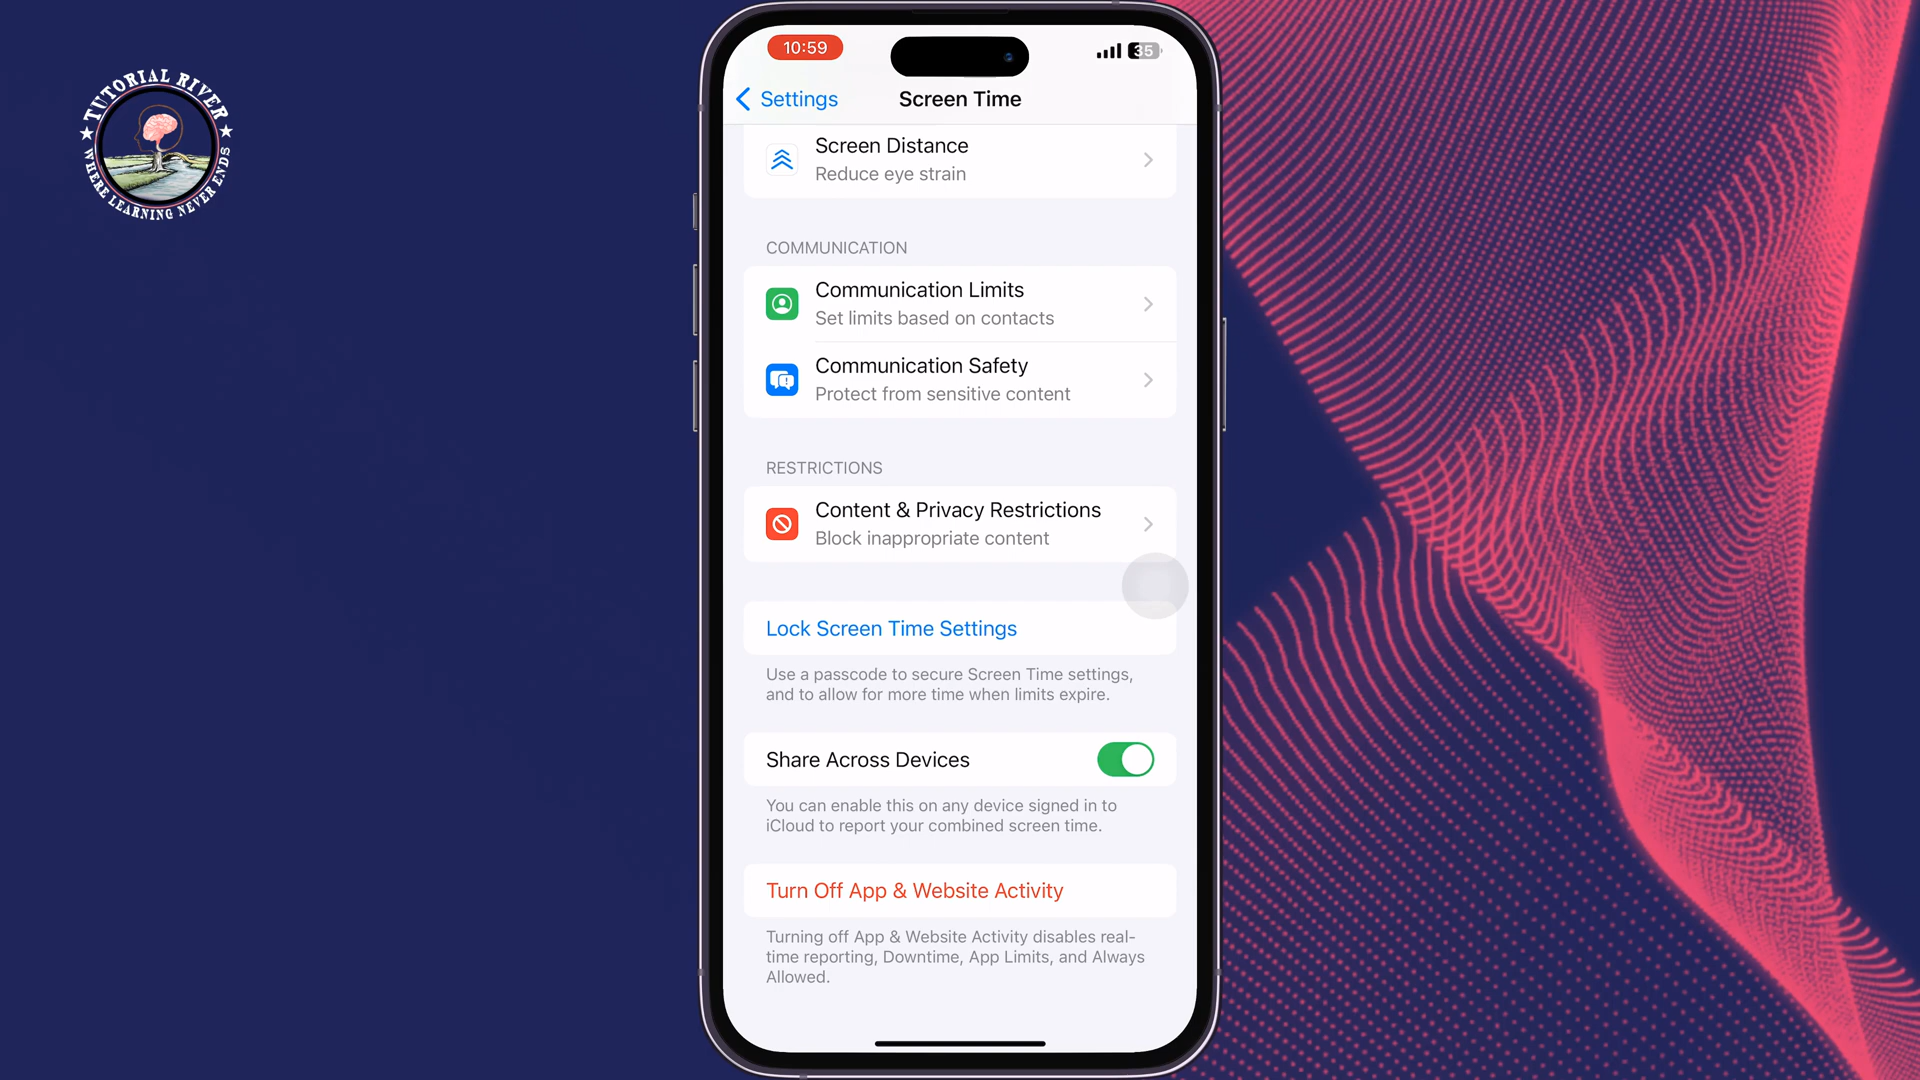 TUTORIAL RIVER
WHERE LEARNING NEVER ENDS
10:59
35
Settings
Screen Time
Screen Distance
Reduce eye strain
COMMUNICATION
Communication Limits
Set limits based on contacts
Communication Safety
Protect from sensitive content
RESTRICTIONS
Content & Privacy Restrictions
Block inappropriate content
Lock Screen Time Settings
Use a passcode to secure Screen Time settings,
and to allow for more time when limits expire.
Share Across Devices
You can enable this on any device signed in to
iCloud to report your combined screen time.
Turn Off App & Website Activity
Turning off App & Website Activity disables real-
time reporting, Downtime, App Limits, and Always
Allowed.